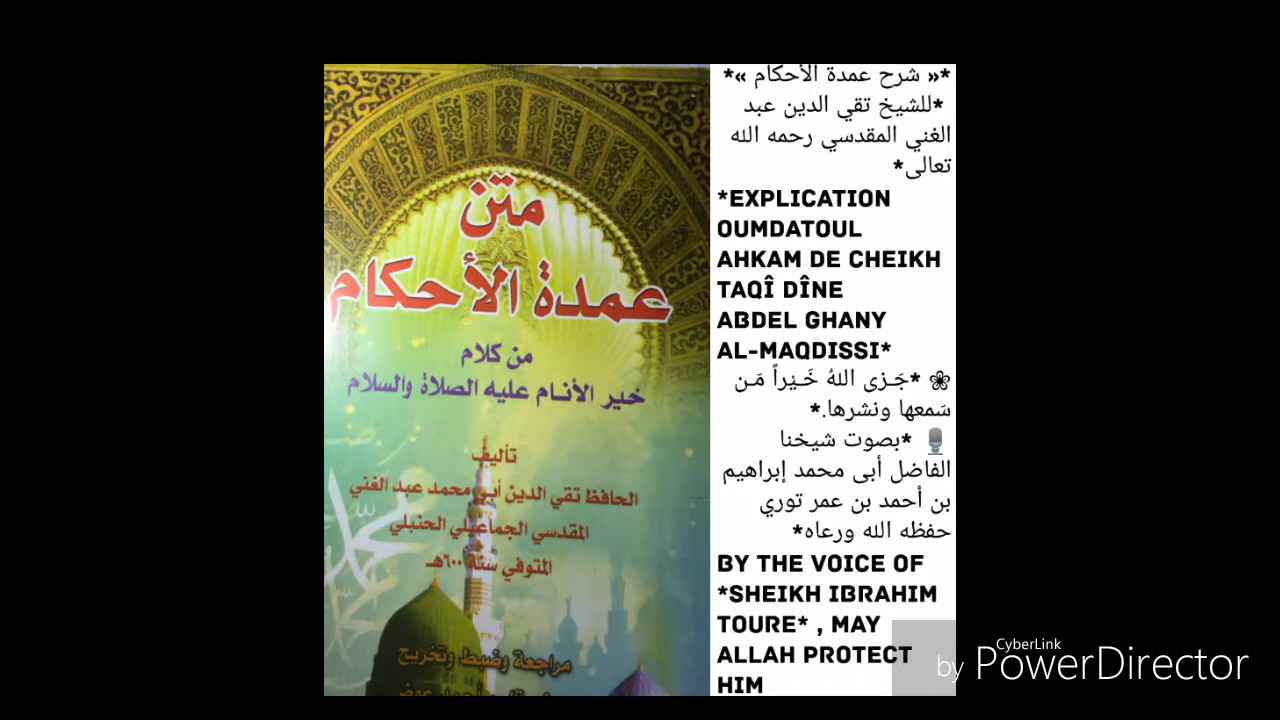 متن
عمدة الأحكام
من كلام
خير الأنام عليه الصلاة والسلام
تأليف
الحافظ تقي الدين أبي محمد عبد الغني
المقدسي الجماعيلي الحنبلي
المتوفي سنة ٦٠٠هـ
مراجعة وضبط وتخريج
*« شرح عمدة الأحكام »*
*للشيخ تقي الدين عبد
الغني المقدسي رحمه الله
تعالى*
*EXPLICATION
OUMDATOUL
AHKAM DE CHEIKH
TAQÎ DÎNE
ABDEL GHANY
AL-MAQDISSI*
❀ *جَـزى اللهُ خَـيْراً مَـن
سَمعها ونشرها.*
🎙 *بصوت شيخنا
الفاضل أبى محمد إبراهيم
بن أحمد بن عمر توري
حفظه الله ورعاه*
BY THE VOICE OF
*SHEIKH IBRAHIM
TOURE* , MAY
ALLAH PROTECT
HIM
CyberLink
by PowerDirector